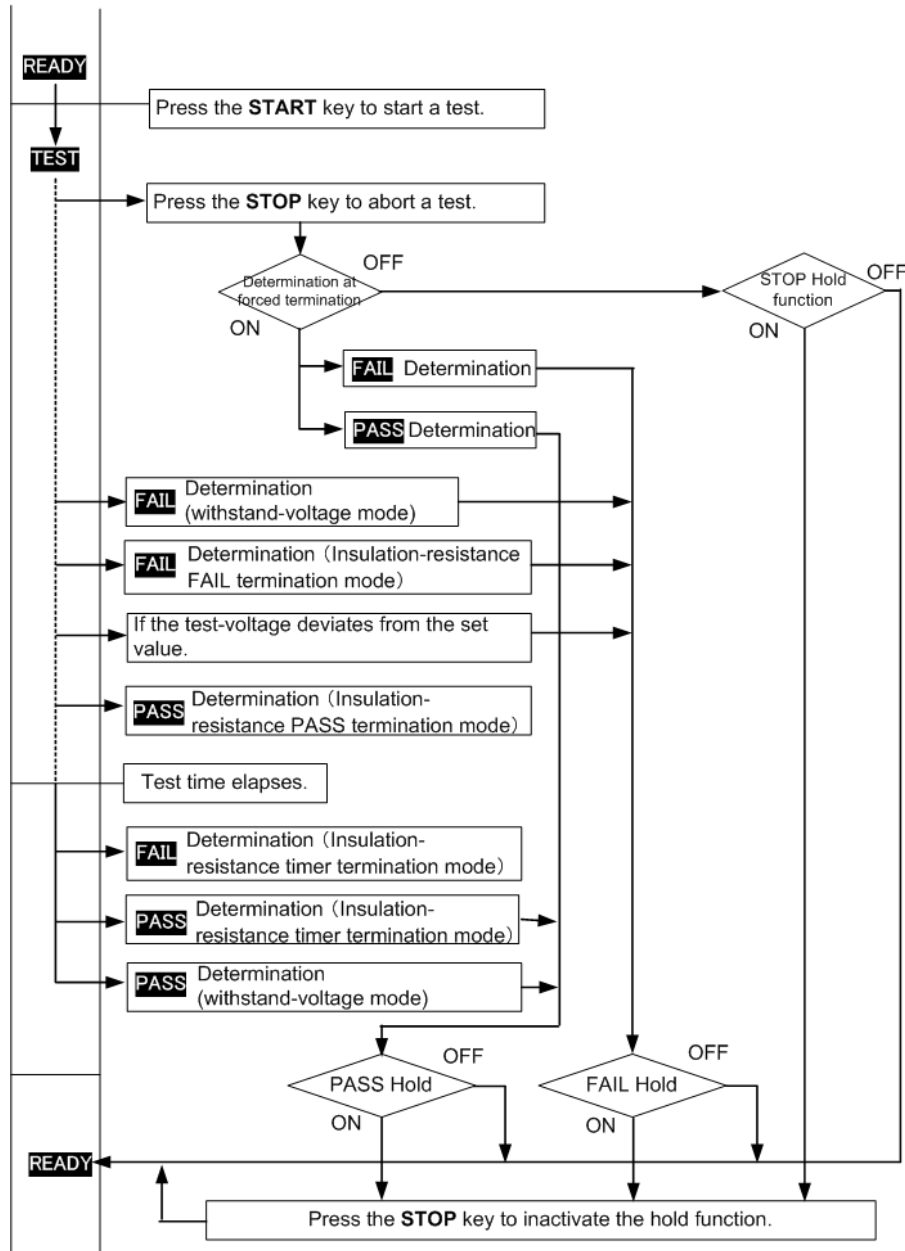 READY
Press the START key to start a test.
TEST
Press the STOP key to abort a test.
OFF
Determination at
forced termination
ON
STOP Hold
function
OFF
ON
FAIL Determination
PASS Determination
FAIL Determination
(withstand-voltage mode)
FAIL Determination（Insulation-resistance
FAIL termination mode）
If the test-voltage deviates from the set
value.
PASS Determination（Insulation-
resistance PASS termination mode）
Test time elapses.
FAIL Determination（Insulation-
resistance timer termination mode）
PASS Determination（Insulation-
resistance timer termination mode）
PASS Determination
(withstand-voltage mode)
OFF
PASS Hold
ON
OFF
FAIL Hold
ON
READY
Press the STOP key to inactivate the hold function.